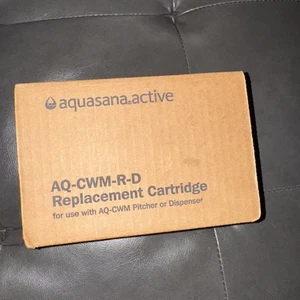 aquasana.active
AQ-CWM-R-D
Replacement Cartridge
for use with AQ-CWM Pitcher or Dispenser